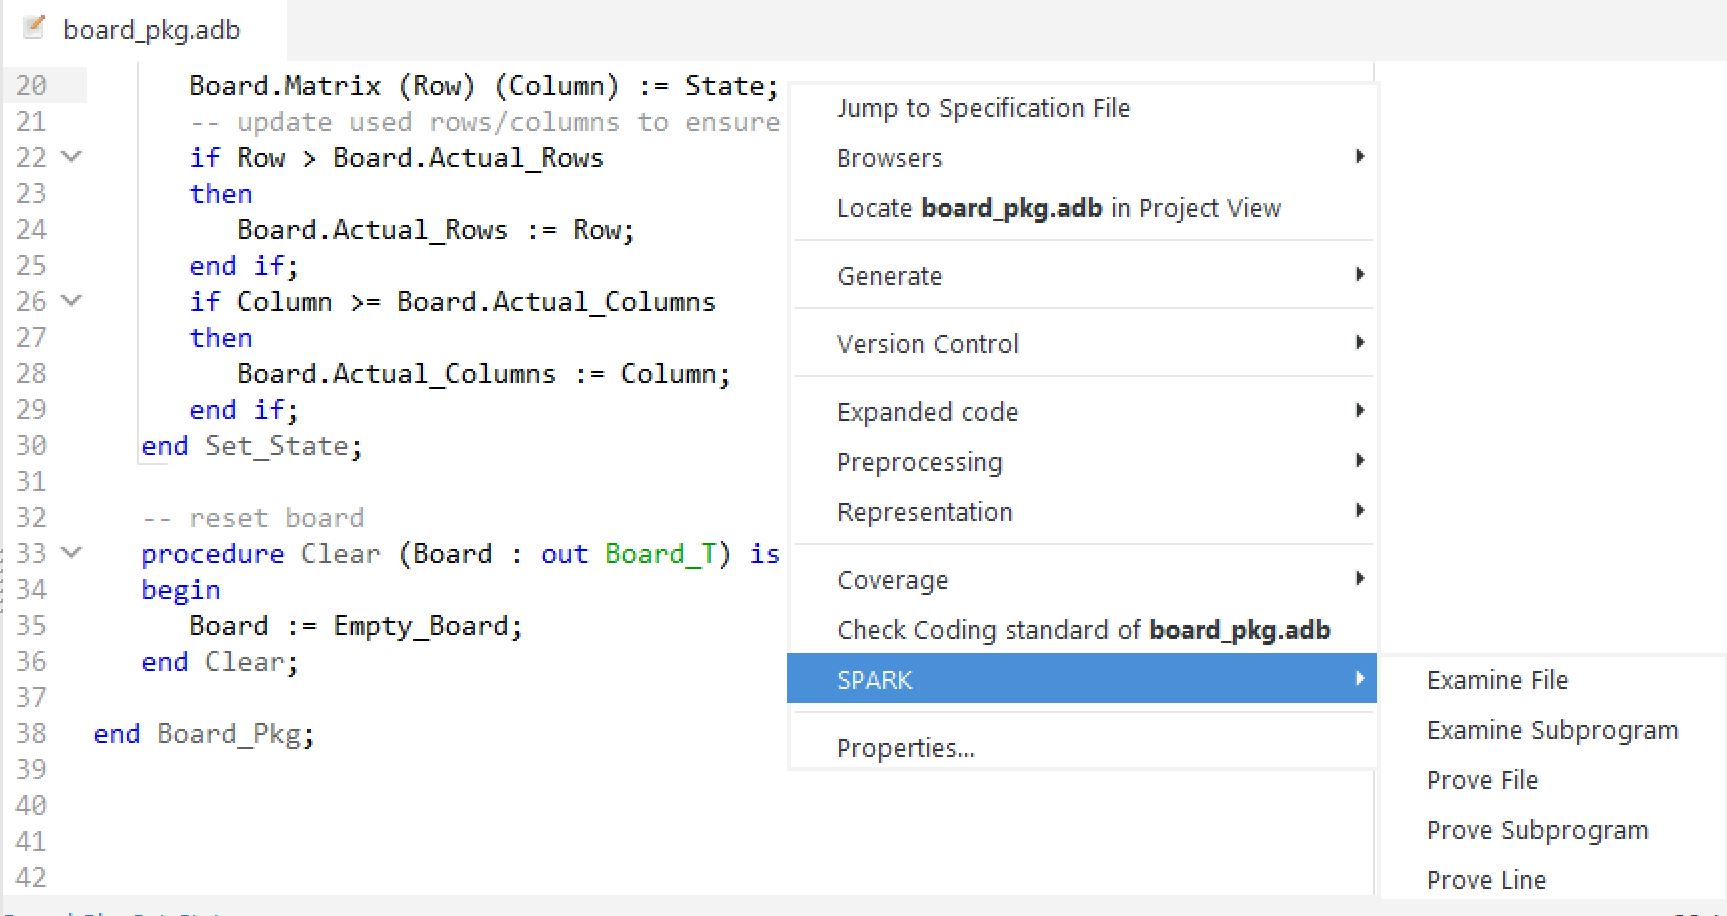 board_pkg.adb
20 Board.Matrix (Row) (Column) := State;
21 -- update used rows/columns to ensure
22 if Row > Board.Actual_Rows
23 then
24 Board.Actual_Rows := Row;
25 end if;
26 if Column >= Board.Actual_Columns
27 then
28 Board.Actual_Columns := Column;
29 end if;
30 end Set_State;
31
32 -- reset board
33 procedure Clear (Board : out Board_T) is
34 begin
35 Board := Empty_Board;
36 end Clear;
37
38 end Board_Pkg;
39
40
41
42
Jump to Specification File
Browsers
Locate board_pkg.adb in Project View
Generate
Version Control
Expanded code
Preprocessing
Representation
Coverage
Check Coding standard of board_pkg.adb
SPARK
Properties...
Examine File
Examine Subprogram
Prove File
Prove Subprogram
Prove Line